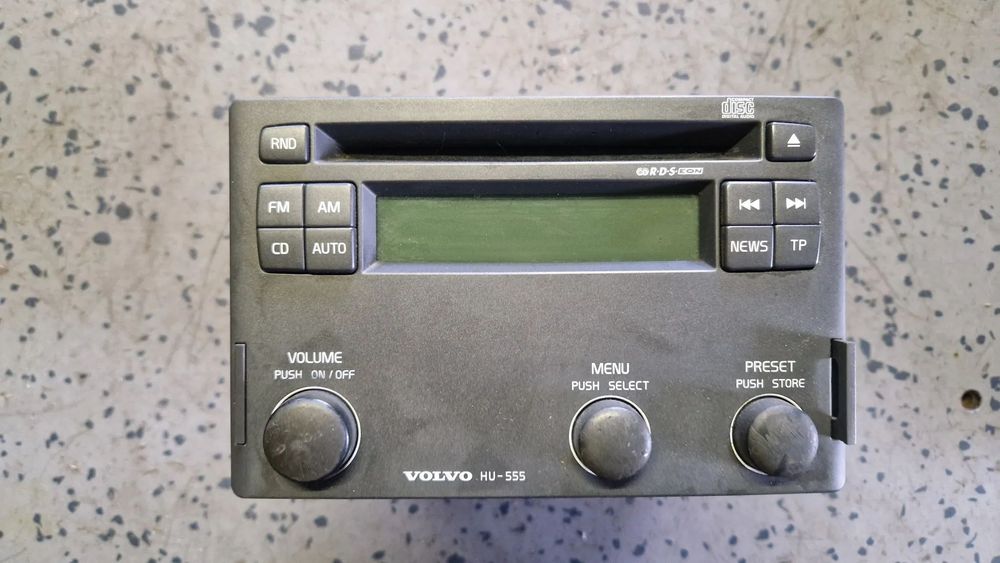 COMPACT
disc
DIGITAL AUDIO
RND
R·D·S·EON
FM AM
CD AUTO
NEWS TP
VOLUME
PUSH ON / OFF
MENU
PUSH SELECT
PRESET
PUSH STORE
VOLVO HU-555